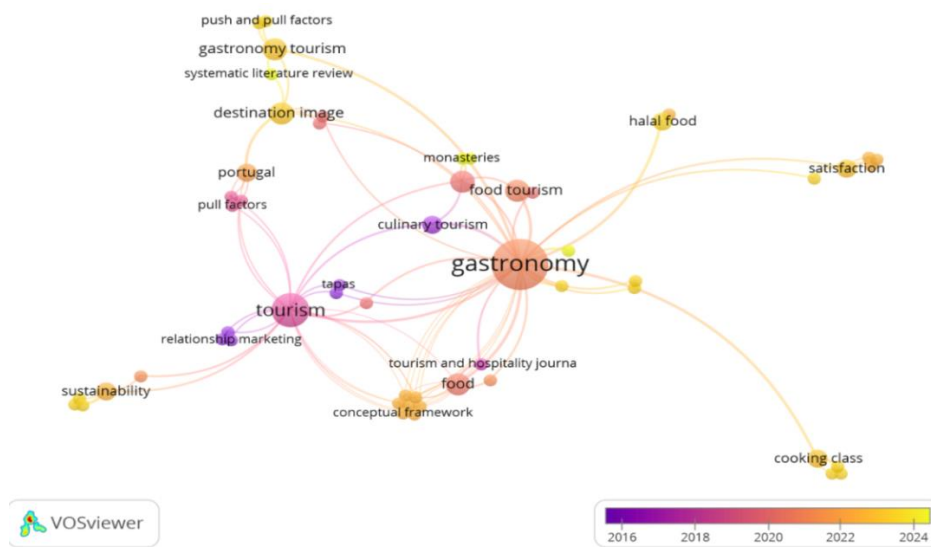 push and pull factors
gastronomy tourism
systematic literature review
destination image
halal food
monasteries
satisfaction
portugal
food tourism
pull factors
culinary tourism
gastronomy
tapas
tourism
relationship marketing
tourism and hospitality journa
food
sustainability
conceptual framework
cooking class
VOSviewer
2016 2018 2020 2022 2024